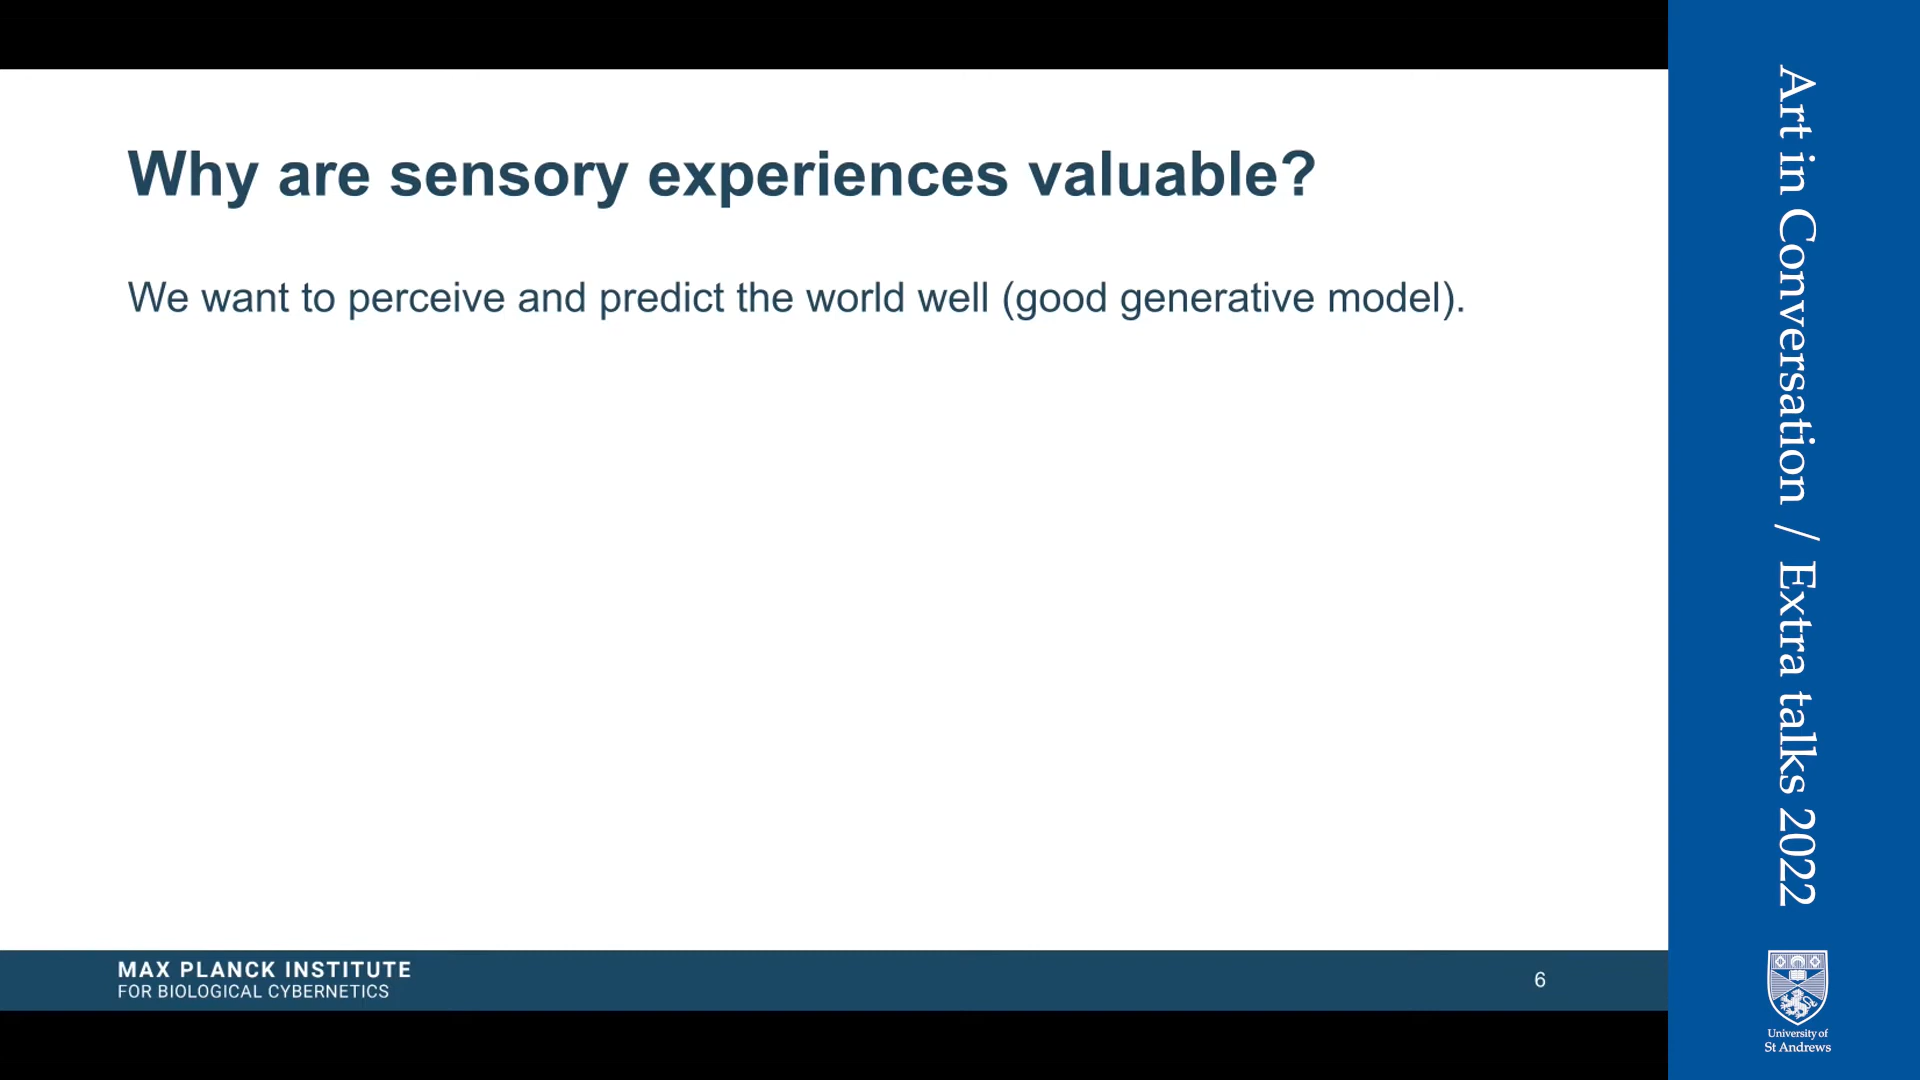 Why are sensory experiences valuable?
We want to perceive and predict the world well (good generative model).
MAX PLANCK INSTITUTE
FOR BIOLOGICAL CYBERNETICS
6
Art in Conversation / Extra talks 2022
University of
St Andrews